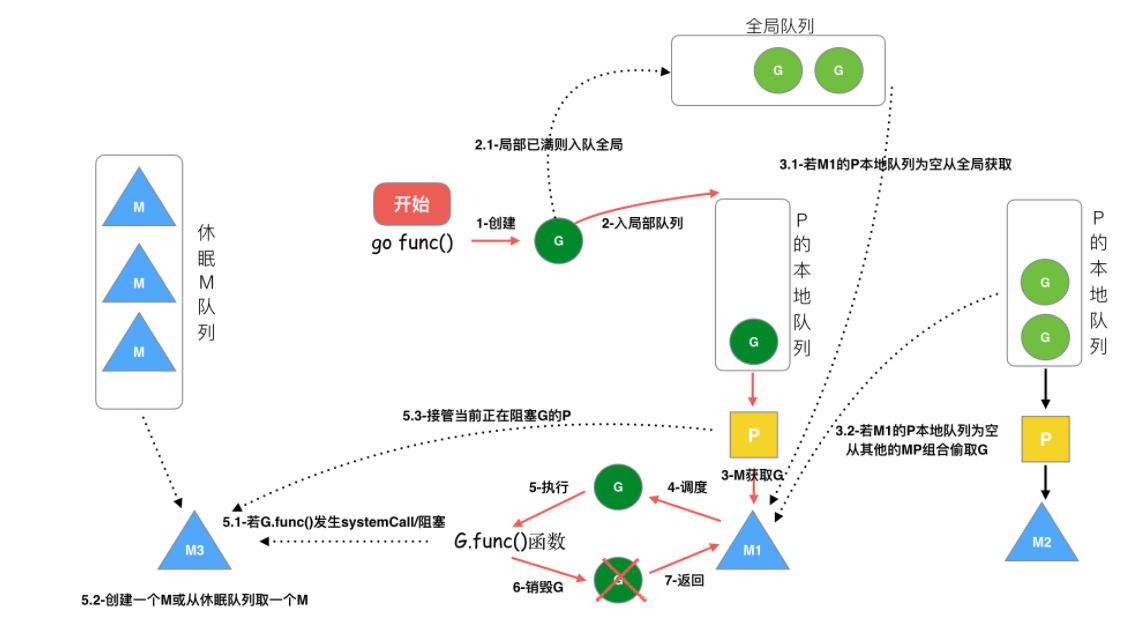 全局队列
G
G
2.1-局部已满则入队全局
3.1-若M1的P本地队列为空从全局获取
M
M
M
休眠M队列
开始
go func()
1-创建
G
2-入局部队列
G
P的本地队列
G
G
P的本地队列
5.3-接管当前正在阻塞G的P
P
3-M获取G
3.2-若M1的P本地队列为空
从其他的MP组合偷取G
P
5-执行
G
4-调度
5.1-若G.func()发生systemCall/阻塞
G.func()函数
M3
M1
M2
6-销毁G
G
7-返回
5.2-创建一个M或从休眠队列取一个M